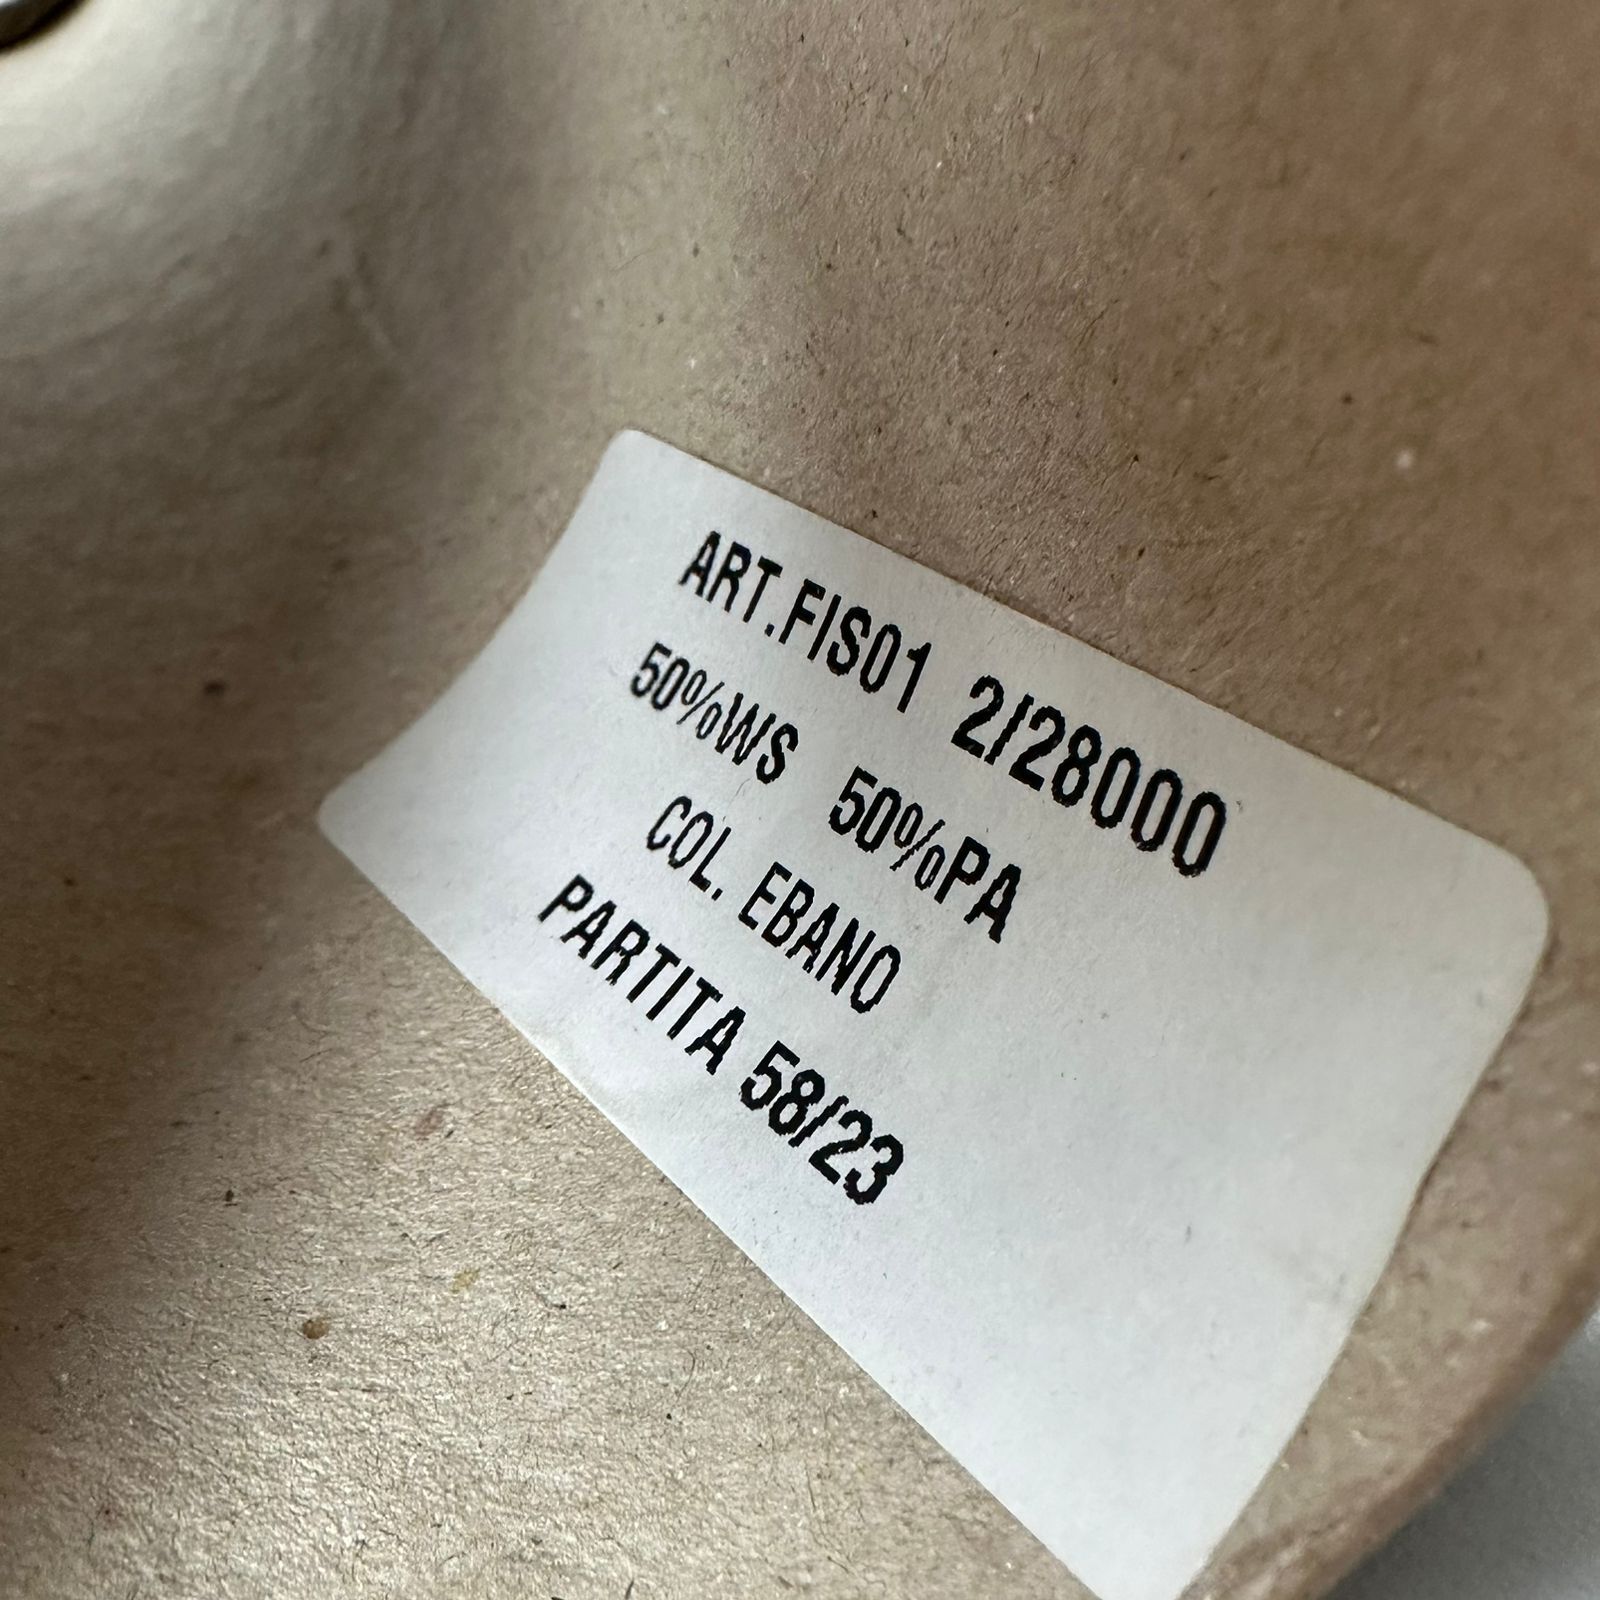 ART.FIS01 2/28000
50%WS 50%PA
COL. EBANO
PARTITA 58/23